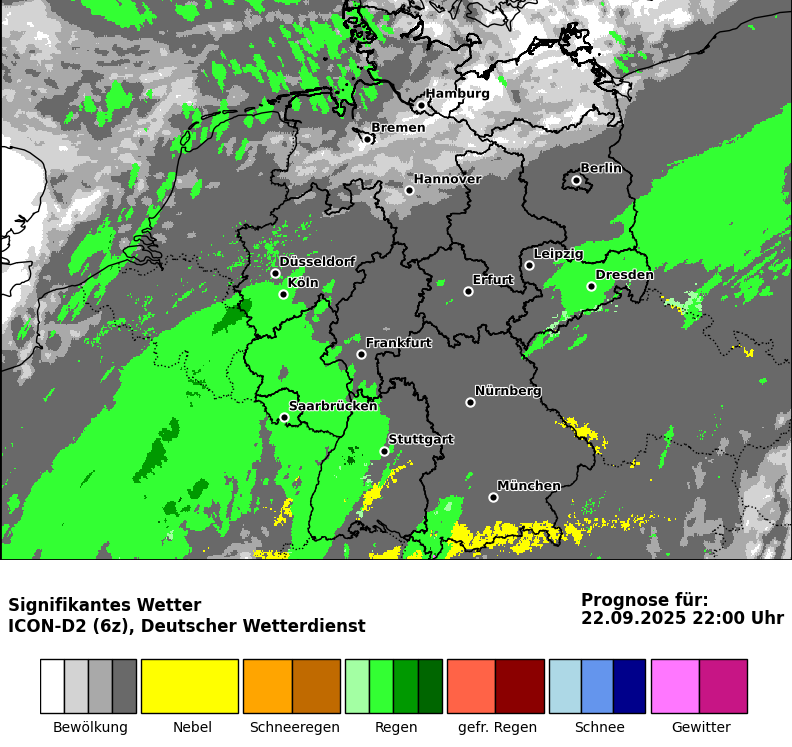 Hamburg
Bremen
Berlin
Hannover
Leipzig
Düsseldorf
Dresden
Köln
Erfurt
Frankfurt
Nürnberg
Saarbrücken
Stuttgart
München
Signifikantes Wetter
ICON-D2 (6z), Deutscher Wetterdienst
Prognose für:
22.09.2025 22:00 Uhr
Bewölkung Nebel Schneeregen Regen gefr. Regen Schnee Gewitter